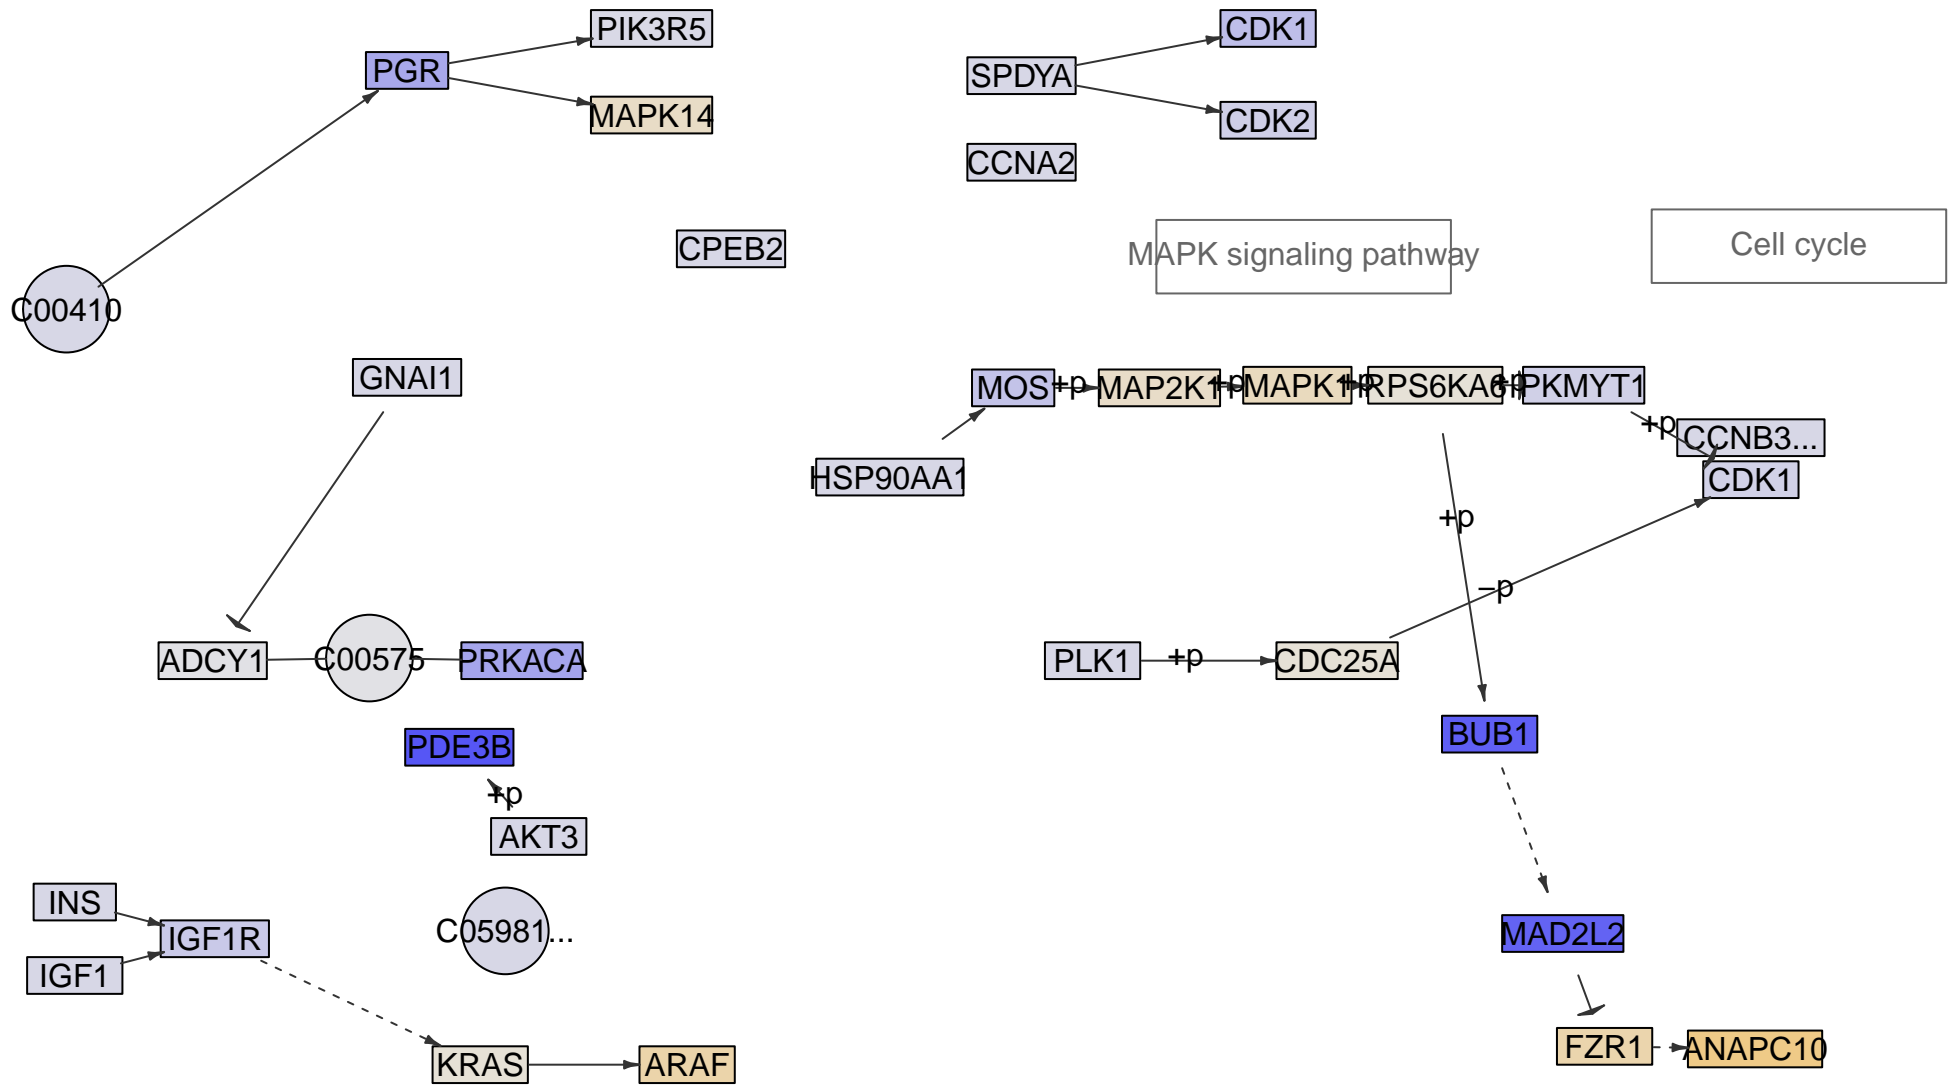 PIK3R5
CDK1
PGR
SPDYA
MAPK14
CDK2
CCNA2
CPEB2
MAPK signaling pathway
Cell cycle
C00410
GNAI1
MOS
+p
MAP2K1
+p
MAPK1
+p
RPS6KA6
+p
PKMYT1
+p
CCNB3...
HSP90AA1
CDK1
+p
−p
ADCY1
C00575
PRKACA
PLK1
+p
CDC25A
PDE3B
BUB1
+p
AKT3
INS
IGF1R
C05981...
MAD2L2
IGF1
KRAS
ARAF
FZR1
ANAPC10